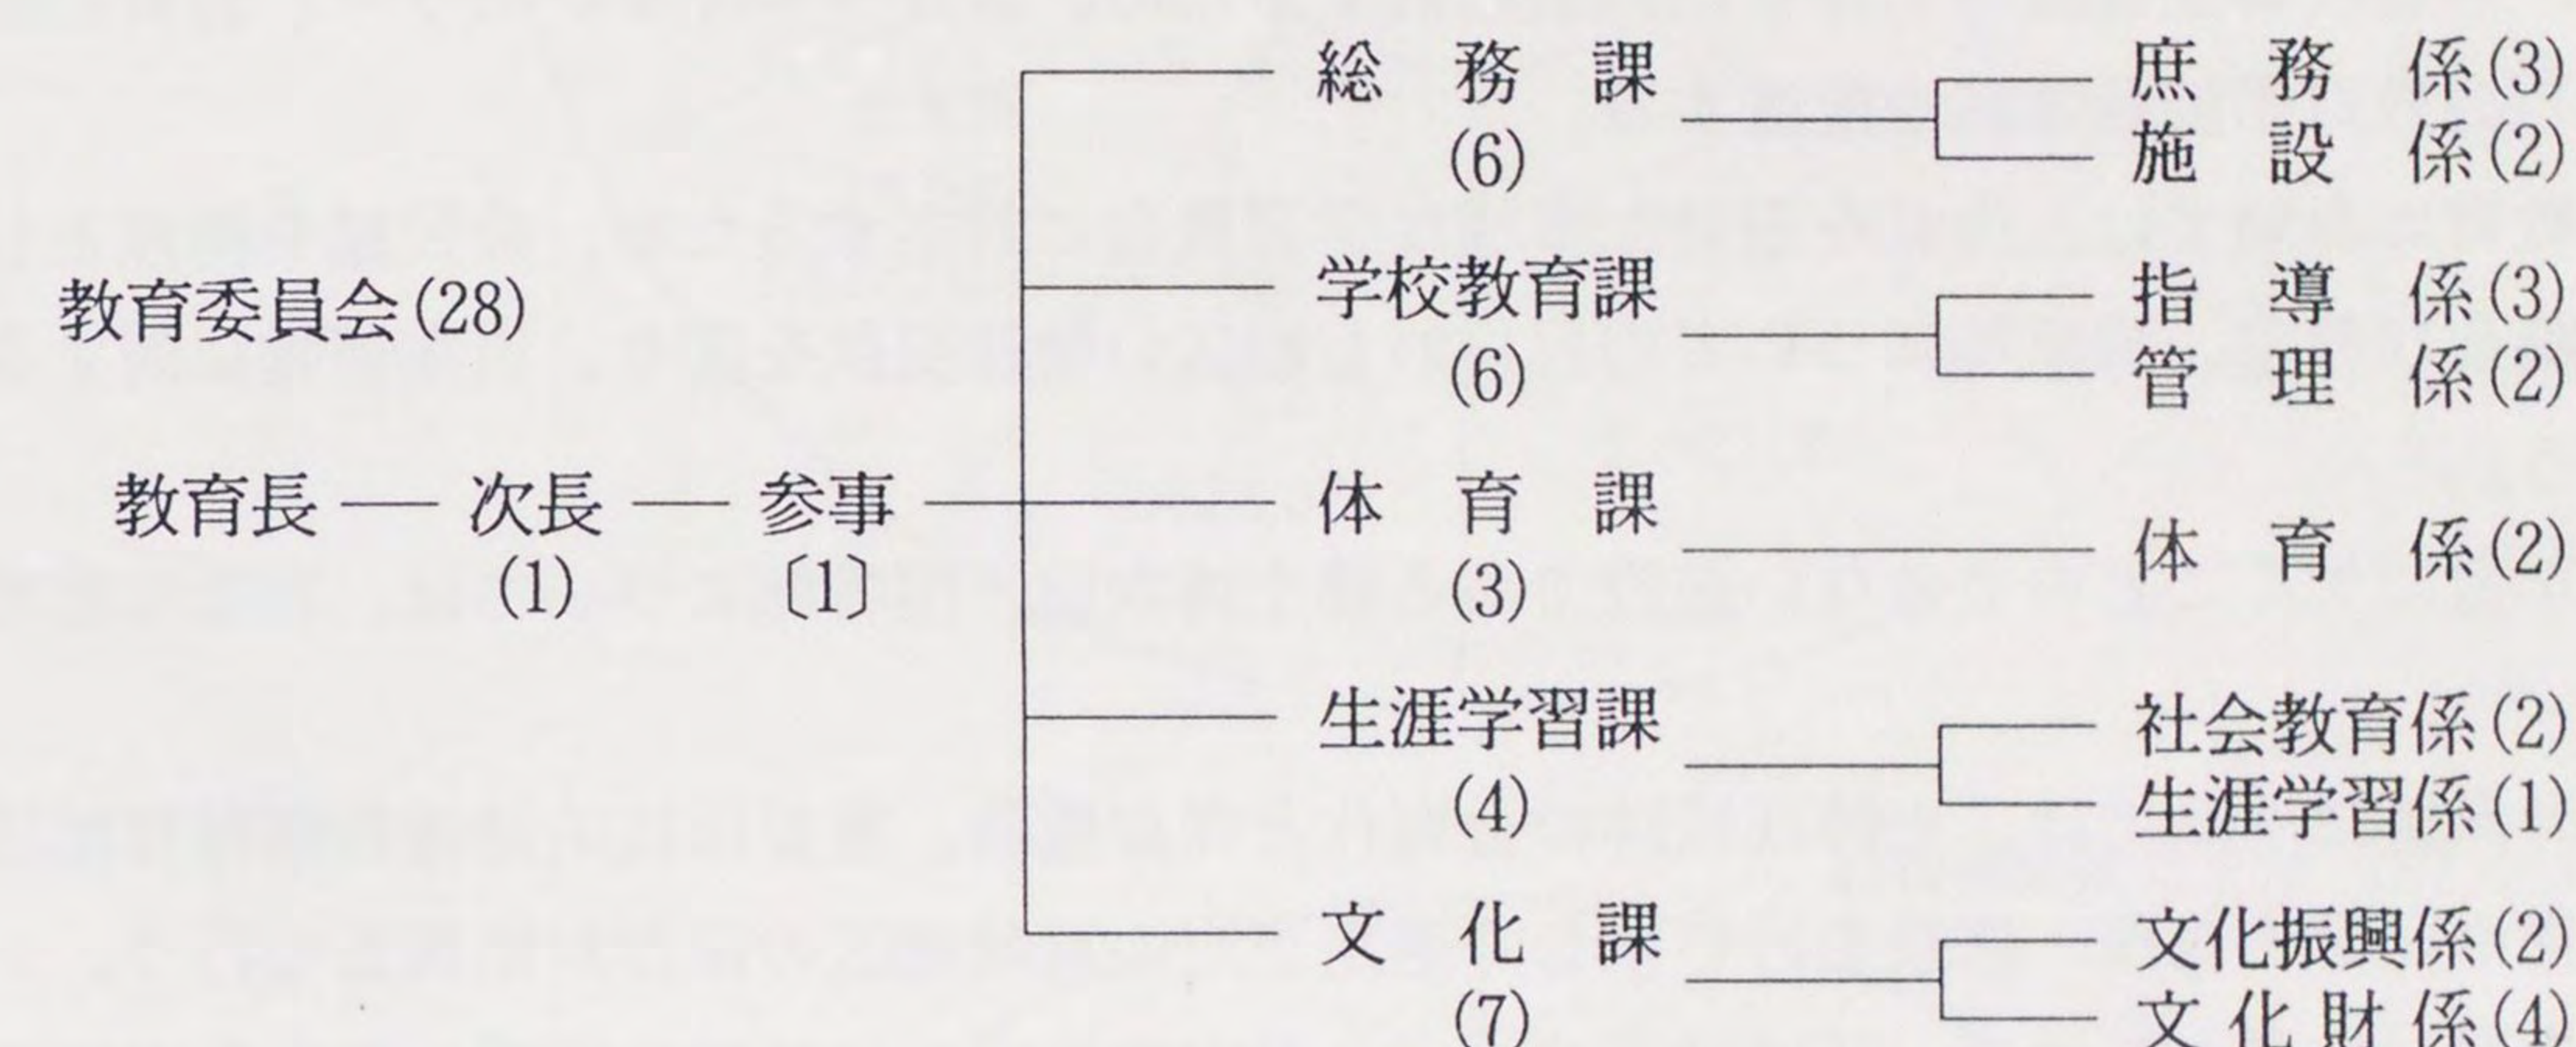 教育委員会(28)
教育長 ― 次長 ― 参事
(1) 〔1〕
総務課
(6)
庶務係(3)
施設係(2)
学校教育課
(6)
指導係(3)
管理係(2)
体育課
(3)
体育係(2)
生涯学習課
(4)
社会教育係(2)
生涯学習係(1)
文化課
(7)
文化振興係(2)
文化財係(4)